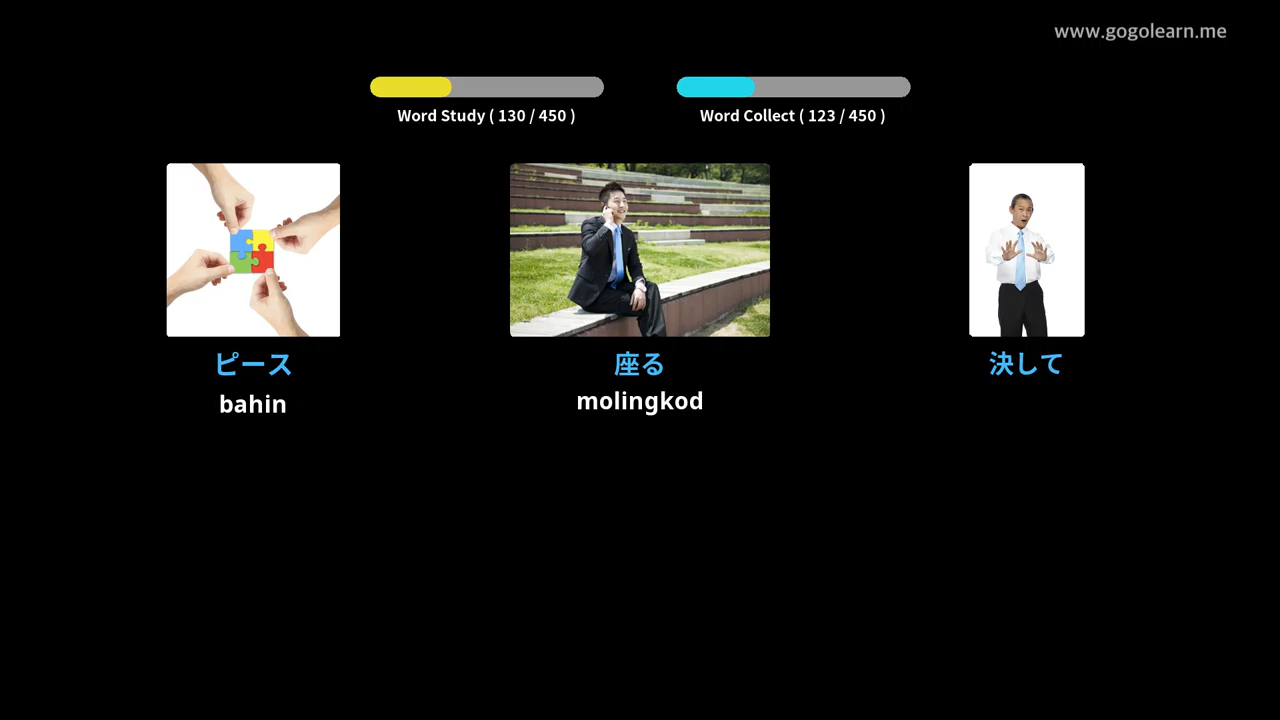 www.gogolearn.me
Word Study ( 130 / 450 )
Word Collect ( 123 / 450 )
ピース
座る
決して
bahin
molingkod